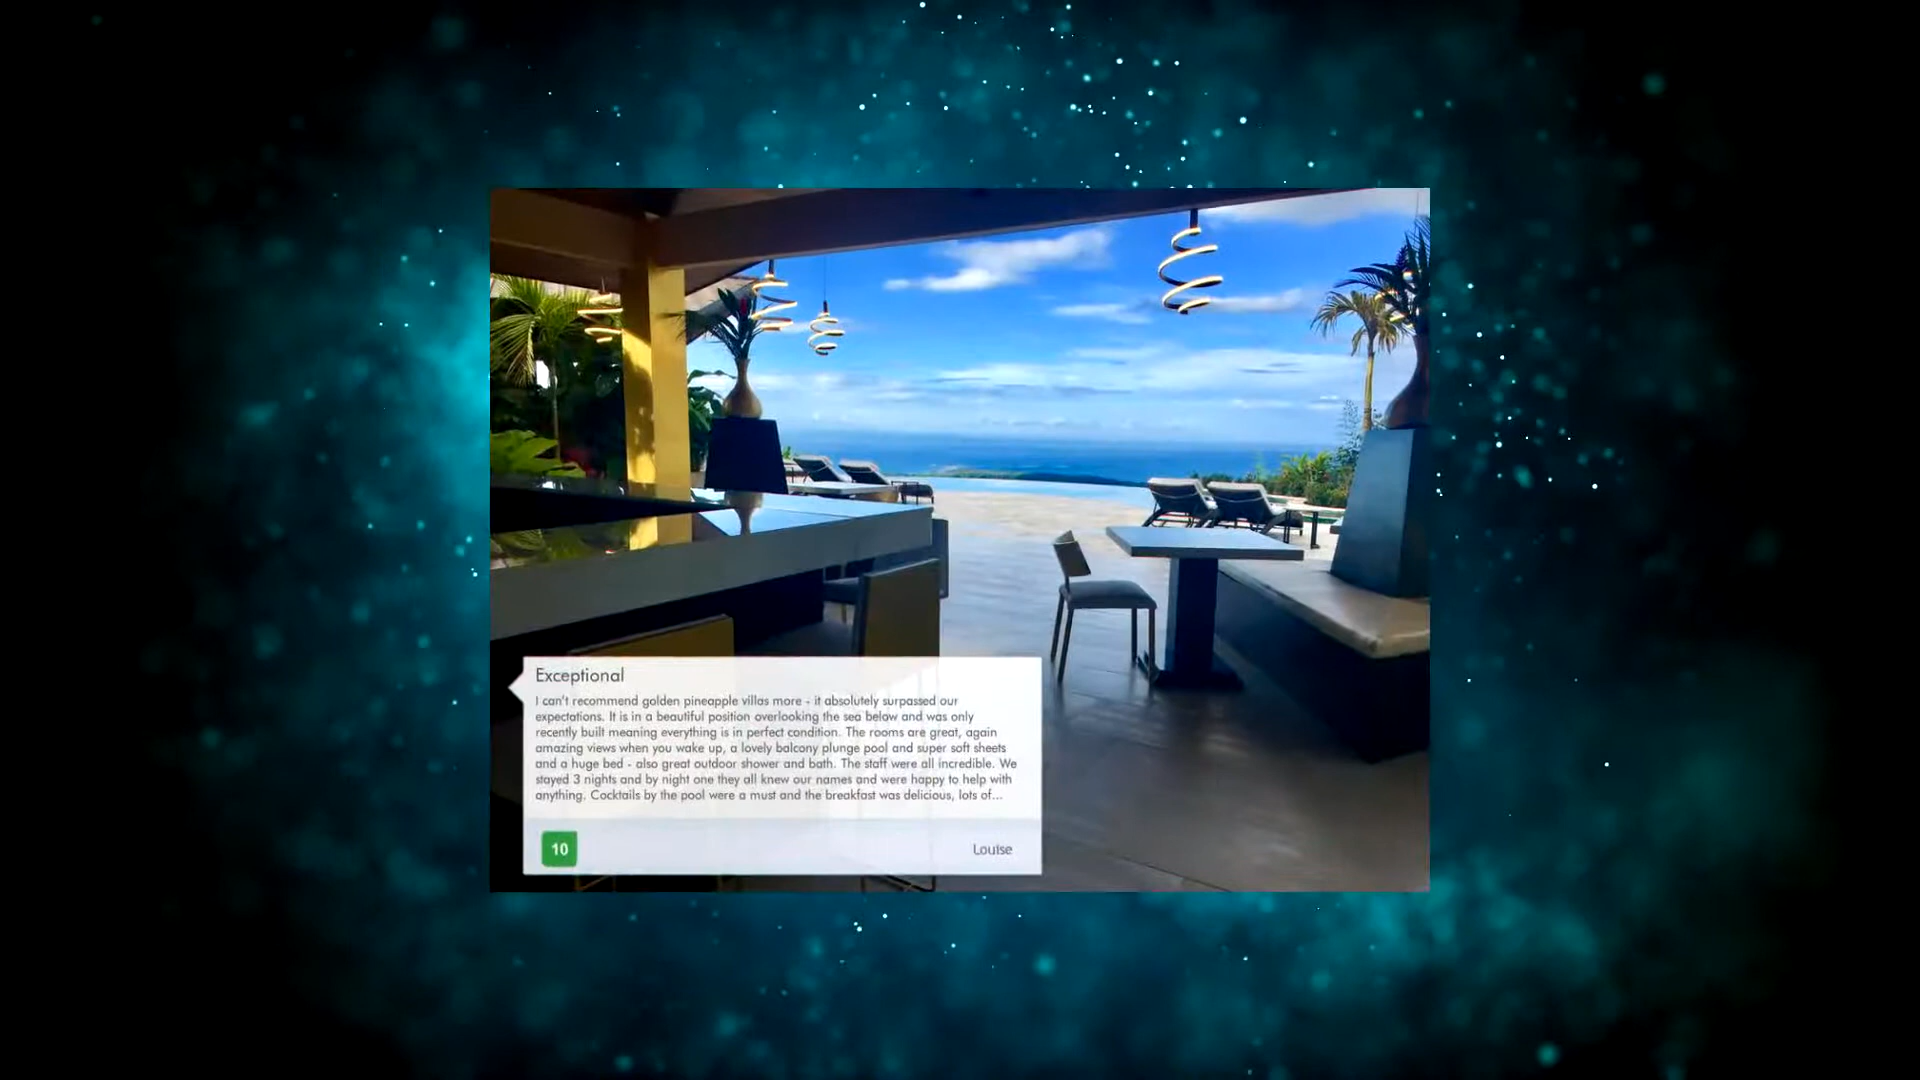 Exceptional
I can't recommend golden pineapple villas more - it absolutely surpassed our
expectations. It is in a beautiful position overlooking the sea below and was only
recently built meaning everything is in perfect condition. The rooms are great, again
amazing views when you wake up, a lovely balcony plunge pool and super soft sheets
and a huge bed - also great outdoor shower and bath. The staff were all incredible. We
stayed 3 nights and by night one they all knew our names and were happy to help with
anything. Cocktails by the pool were a must and the breakfast was delicious, lots of...
10
Louise